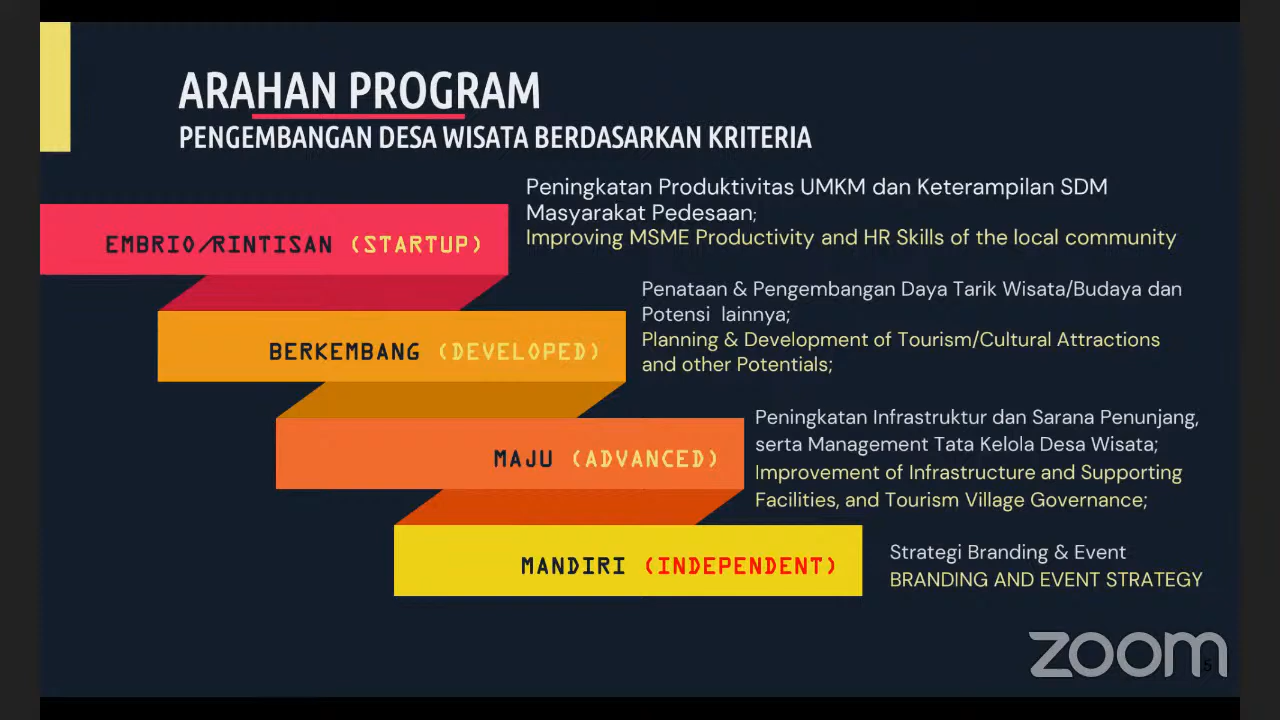 ARAHAN PROGRAM
PENGEMBANGAN DESA WISATA BERDASARKAN KRITERIA
EMBRIO/RINTISAN (STARTUP)
Peningkatan Produktivitas UMKM dan Keterampilan SDM
Masyarakat Pedesaan;
Improving MSME Productivity and HR Skills of the local community
BERKEMBANG (DEVELOPED)
Penataan & Pengembangan Daya Tarik Wisata/Budaya dan
Potensi lainnya;
Planning & Development of Tourism/Cultural Attractions
and other Potentials;
MAJU (ADVANCED)
Peningkatan Infrastruktur dan Sarana Penunjang,
serta Management Tata Kelola Desa Wisata;
Improvement of Infrastructure and Supporting
Facilities, and Tourism Village Governance;
MANDIRI (INDEPENDENT)
Strategi Branding & Event
BRANDING AND EVENT STRATEGY
zoom
5